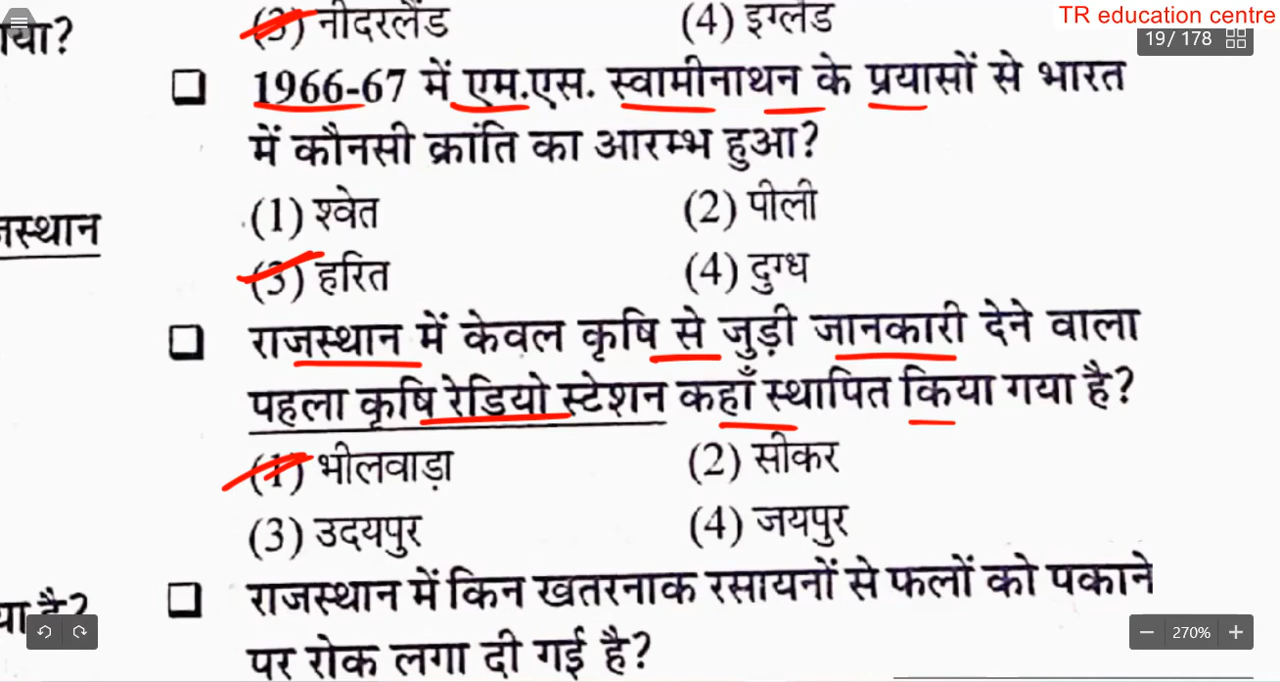 TR education centre
19 / 178
गया?
(3) नीदरलैंड (4) इंग्लैंड
1966-67 में एम.एस. स्वामीनाथन के प्रयासों से भारत
में कौनसी क्रांति का आरम्भ हुआ?
(1) श्वेत (2) पीली
(3) हरित (4) दुग्ध
राजस्थान में केवल कृषि से जुड़ी जानकारी देने वाला
पहला कृषि रेडियो स्टेशन कहाँ स्थापित किया गया है?
(1) भीलवाड़ा (2) सीकर
(3) उदयपुर (4) जयपुर
राजस्थान में किन खतरनाक रसायनों से फलों को पकाने
पर रोक लगा दी गई है?
270%